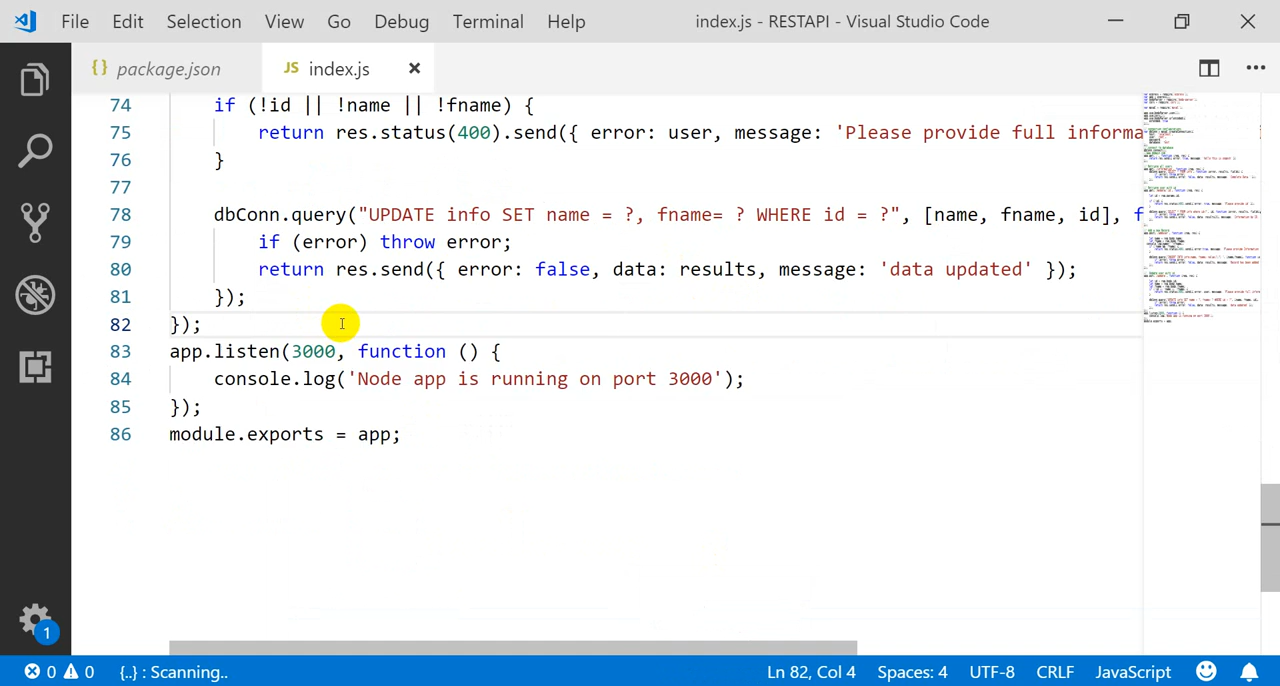 File Edit Selection View Go Debug Terminal Help index.js - RESTAPI - Visual Studio Code
{} package.json JS index.js
74 if (!id || !name || !fname) {
75 return res.status(400).send({ error: user, message: 'Please provide full informa
76 }
77
78 dbConn.query("UPDATE info SET name = ?, fname= ? WHERE id = ?", [name, fname, id], f
79 if (error) throw error;
80 return res.send({ error: false, data: results, message: 'data updated' });
81 });
82 });
83 app.listen(3000, function () {
84 console.log('Node app is running on port 3000');
85 });
86 module.exports = app;
1
0 0 {..} : Scanning.. Ln 82, Col 4 Spaces: 4 UTF-8 CRLF JavaScript